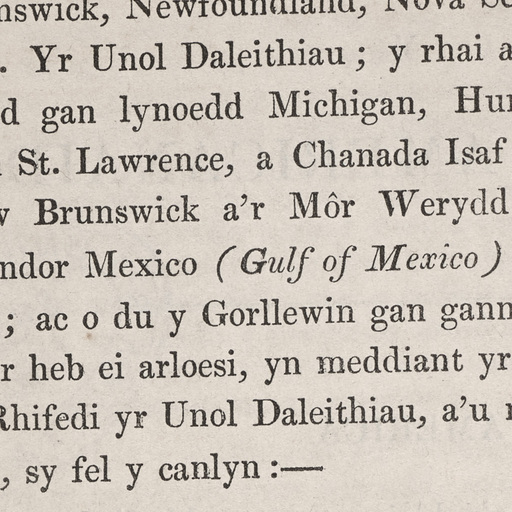 nswick, Newfoundland, Nova Sc
. Yr Unol Daleithiau ; y rhai a
d gan lynoedd Michigan, Hur
St. Lawrence, a Chanada Isaf
Brunswick a'r Môr Werydd
ndor Mexico (Gulf of Mexico)
; ac o du y Gorllewin gan gann
r heb ei arloesi, yn meddiant yr
Rhifedi yr Unol Daleithiau, a'u
, sy fel y canlyn :—